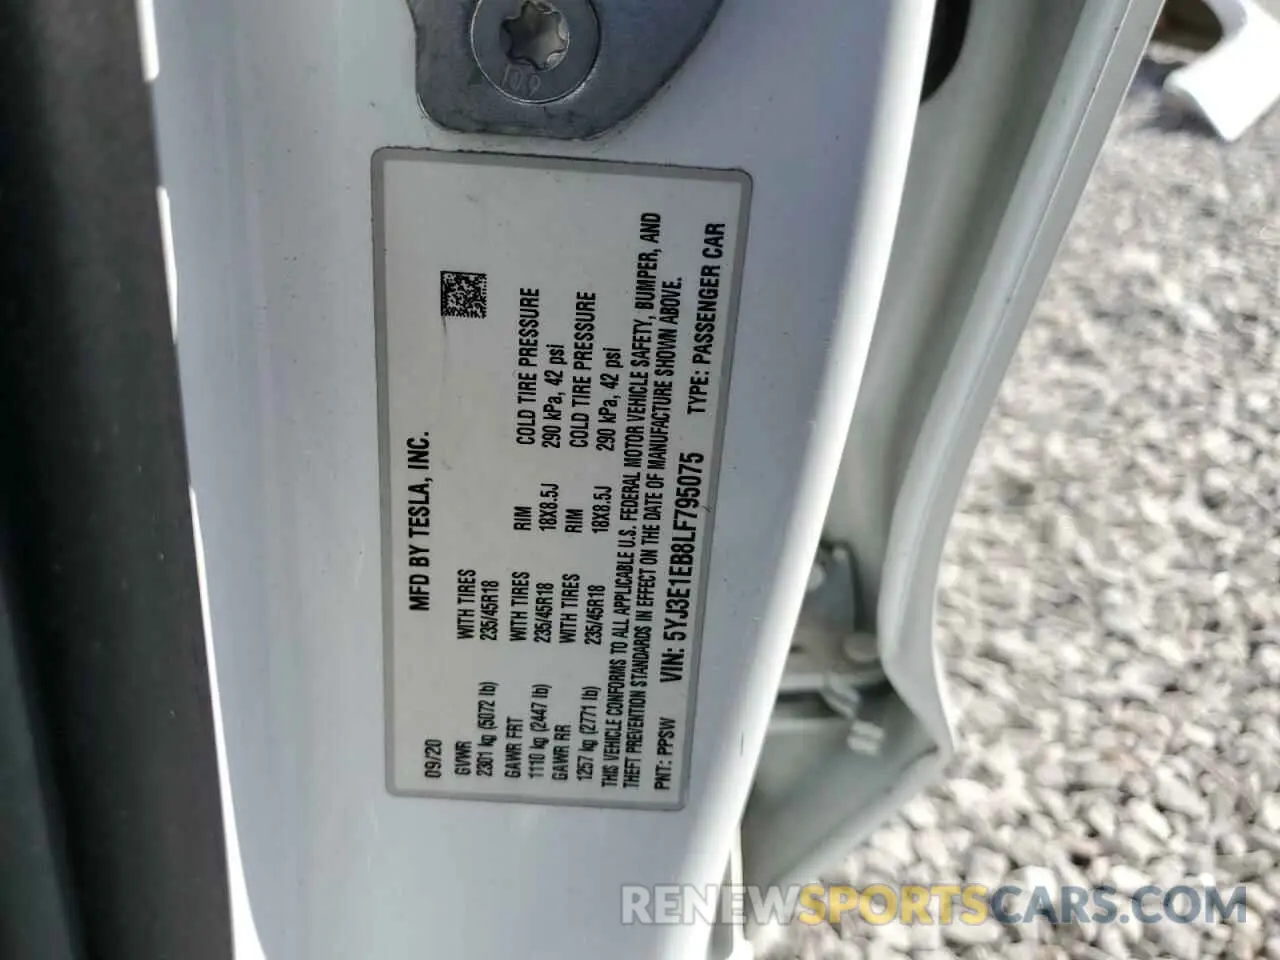 MFD BY TESLA, INC.
09/20
GVWR WITH TIRES
2301 kg (5072 lb) 235/45R18
GAWR FRT WITH TIRES RIM COLD TIRE PRESSURE
1110 kg (2447 lb) 235/45R18 18X8.5J 290 kPa, 42 psi
GAWR RR WITH TIRES RIM COLD TIRE PRESSURE
1257 kg (2771 lb) 235/45R18 18X8.5J 290 kPa, 42 psi
THIS VEHICLE CONFORMS TO ALL APPLICABLE U.S. FEDERAL MOTOR VEHICLE SAFETY, BUMPER, AND
THEFT PREVENTION STANDARDS IN EFFECT ON THE DATE OF MANUFACTURE SHOWN ABOVE.
PNT: PPSW VIN: 5YJ3E1EB8LF795075 TYPE: PASSENGER CAR
RENEWSPORTSCARS.COM